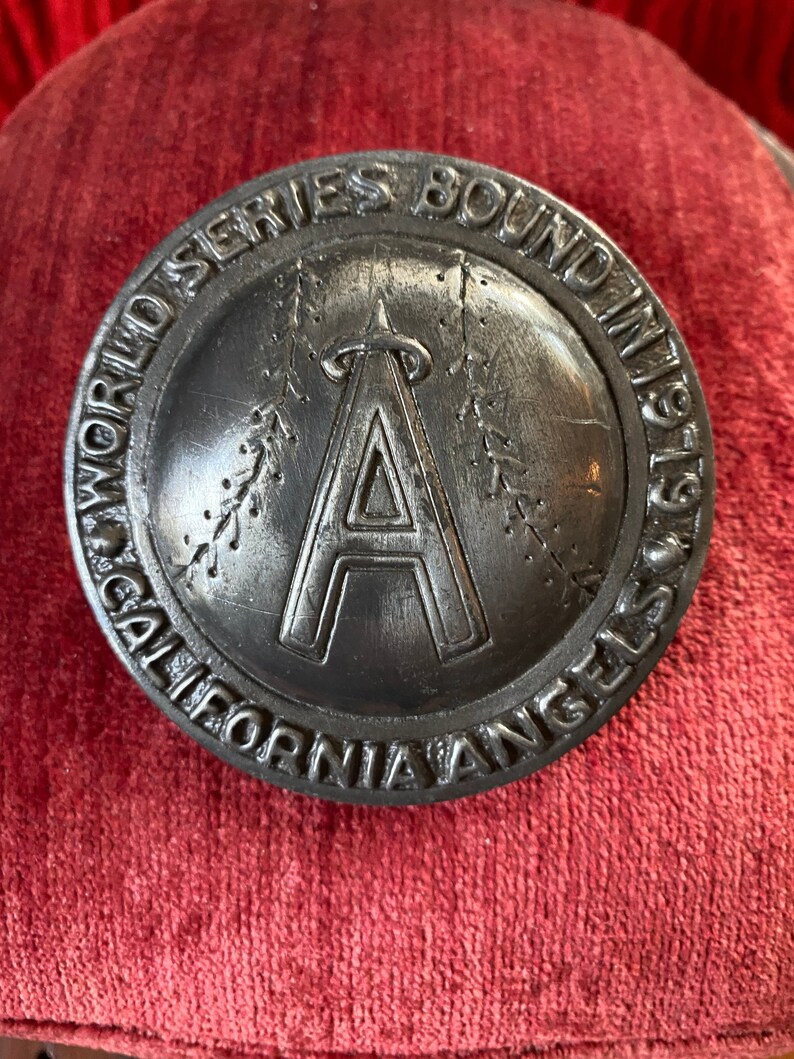 WORLD SERIES BOUND IN 1979
A
CALIFORNIA ANGELS